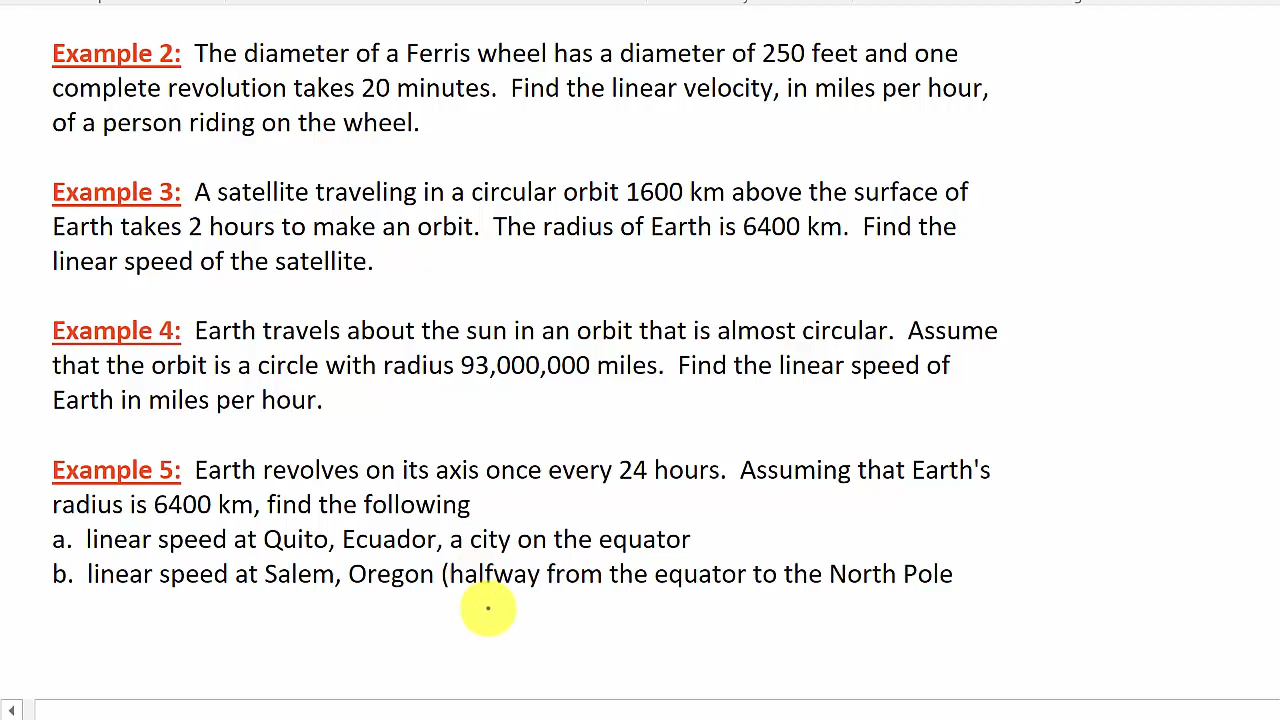 Example 2: The diameter of a Ferris wheel has a diameter of 250 feet and one
complete revolution takes 20 minutes. Find the linear velocity, in miles per hour,
of a person riding on the wheel.
Example 3: A satellite traveling in a circular orbit 1600 km above the surface of
Earth takes 2 hours to make an orbit. The radius of Earth is 6400 km. Find the
linear speed of the satellite.
Example 4: Earth travels about the sun in an orbit that is almost circular. Assume
that the orbit is a circle with radius 93,000,000 miles. Find the linear speed of
Earth in miles per hour.
Example 5: Earth revolves on its axis once every 24 hours. Assuming that Earth's
radius is 6400 km, find the following
a. linear speed at Quito, Ecuador, a city on the equator
b. linear speed at Salem, Oregon (halfway from the equator to the North Pole